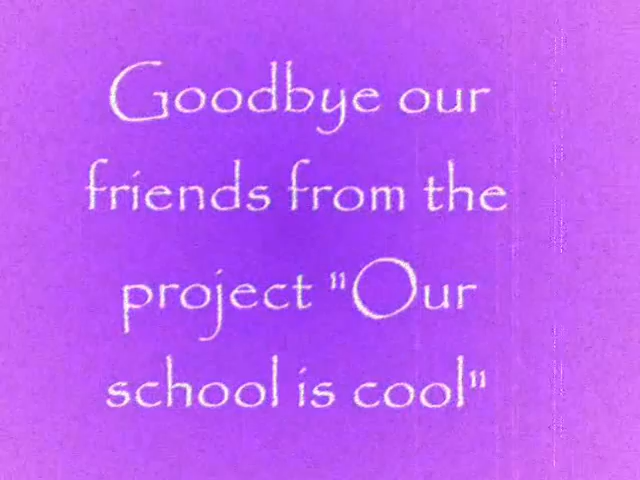 Goodbye our
friends from the
project "Our
school is cool"